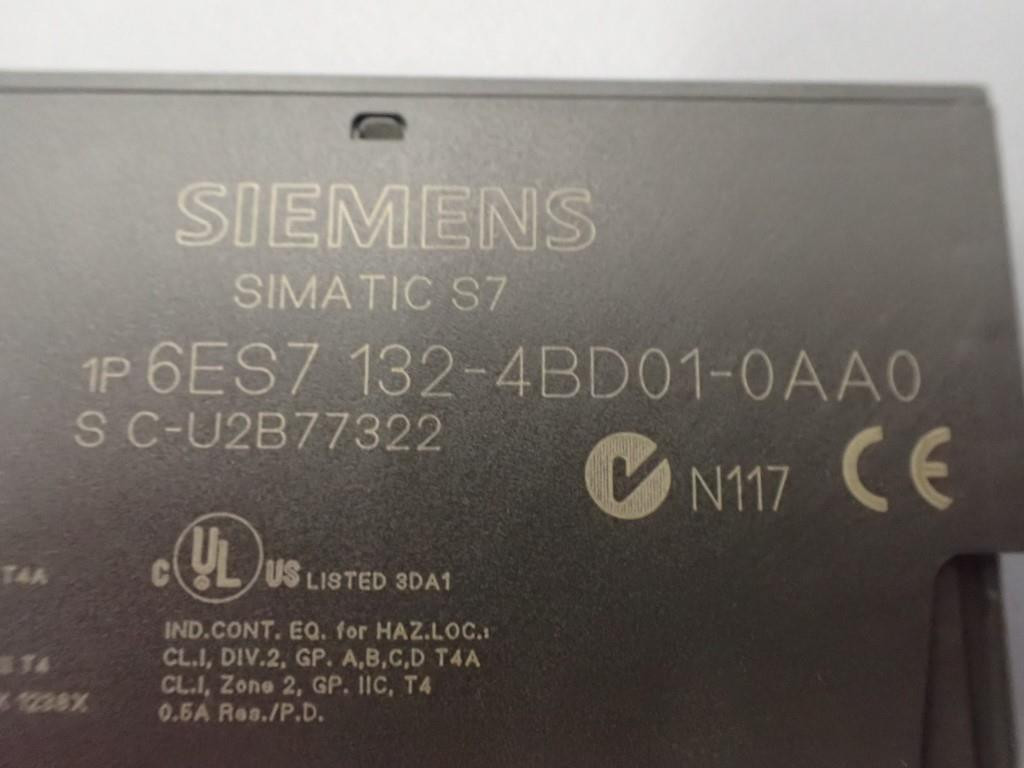 SIEMENS
SIMATIC S7
1P 6ES7 132-4BD01-0AA0
S C-U2B77322
N117 CE
C UL US LISTED 3DA1
T4A
IND.CONT. EQ. for HAZ.LOC.:
CL.I, DIV.2, GP. A,B,C,D T4A
CL.I, Zone 2, GP. IIC, T4
T4
0.5A Res./P.D.